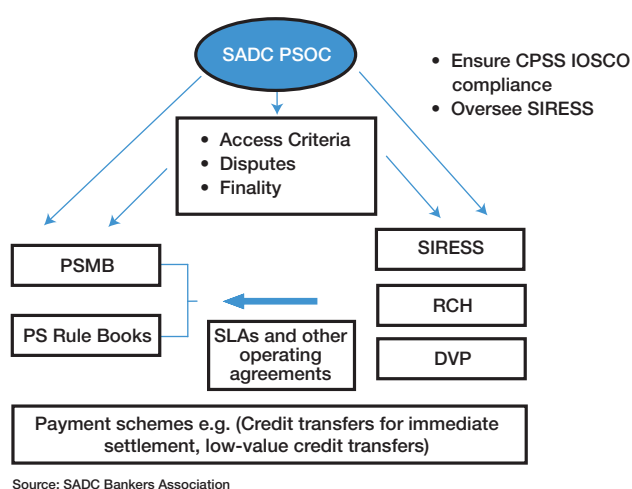 SADC PSOC
• Ensure CPSS IOSCO
compliance
• Oversee SIRESS
• Access Criteria
• Disputes
• Finality
PSMB
PS Rule Books
SLAs and other
operating
agreements
SIRESS
RCH
DVP
Payment schemes e.g. (Credit transfers for immediate
settlement, low-value credit transfers)
Source: SADC Bankers Association